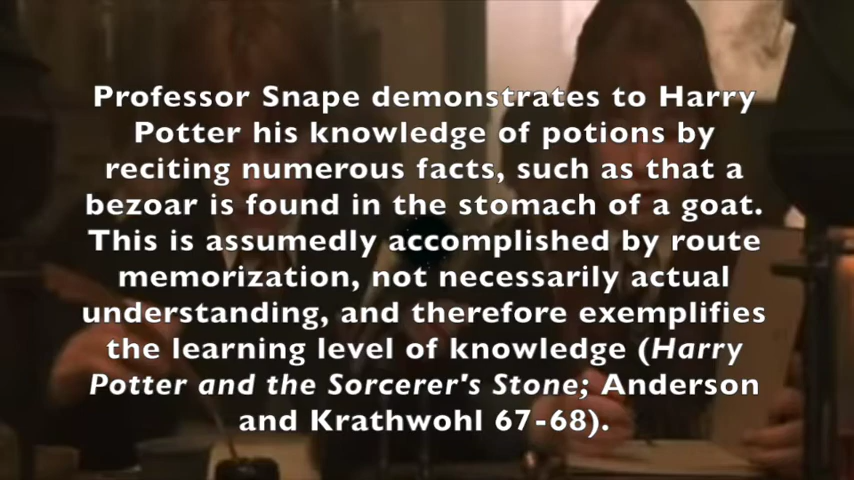 Professor Snape demonstrates to Harry
Potter his knowledge of potions by
reciting numerous facts, such as that a
bezoar is found in the stomach of a goat.
This is assumedly accomplished by route
memorization, not necessarily actual
understanding, and therefore exemplifies
the learning level of knowledge (Harry
Potter and the Sorcerer's Stone; Anderson
and Krathwohl 67-68).